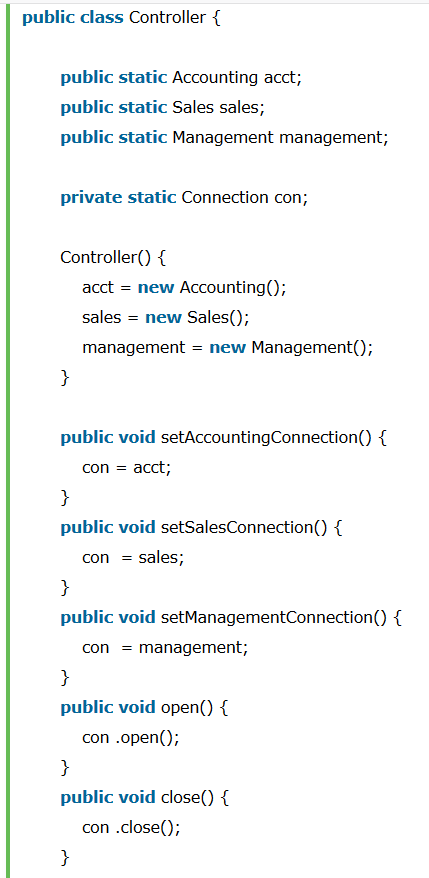 public class Controller {
public static Accounting acct;
public static Sales sales;
public static Management management;
private static Connection con;
Controller() {
acct = new Accounting();
sales = new Sales();
management = new Management();
}
public void setAccountingConnection() {
con = acct;
}
public void setSalesConnection() {
con  = sales;
}
public void setManagementConnection() {
con  = management;
}
public void open() {
con .open();
}
public void close() {
con .close();
}